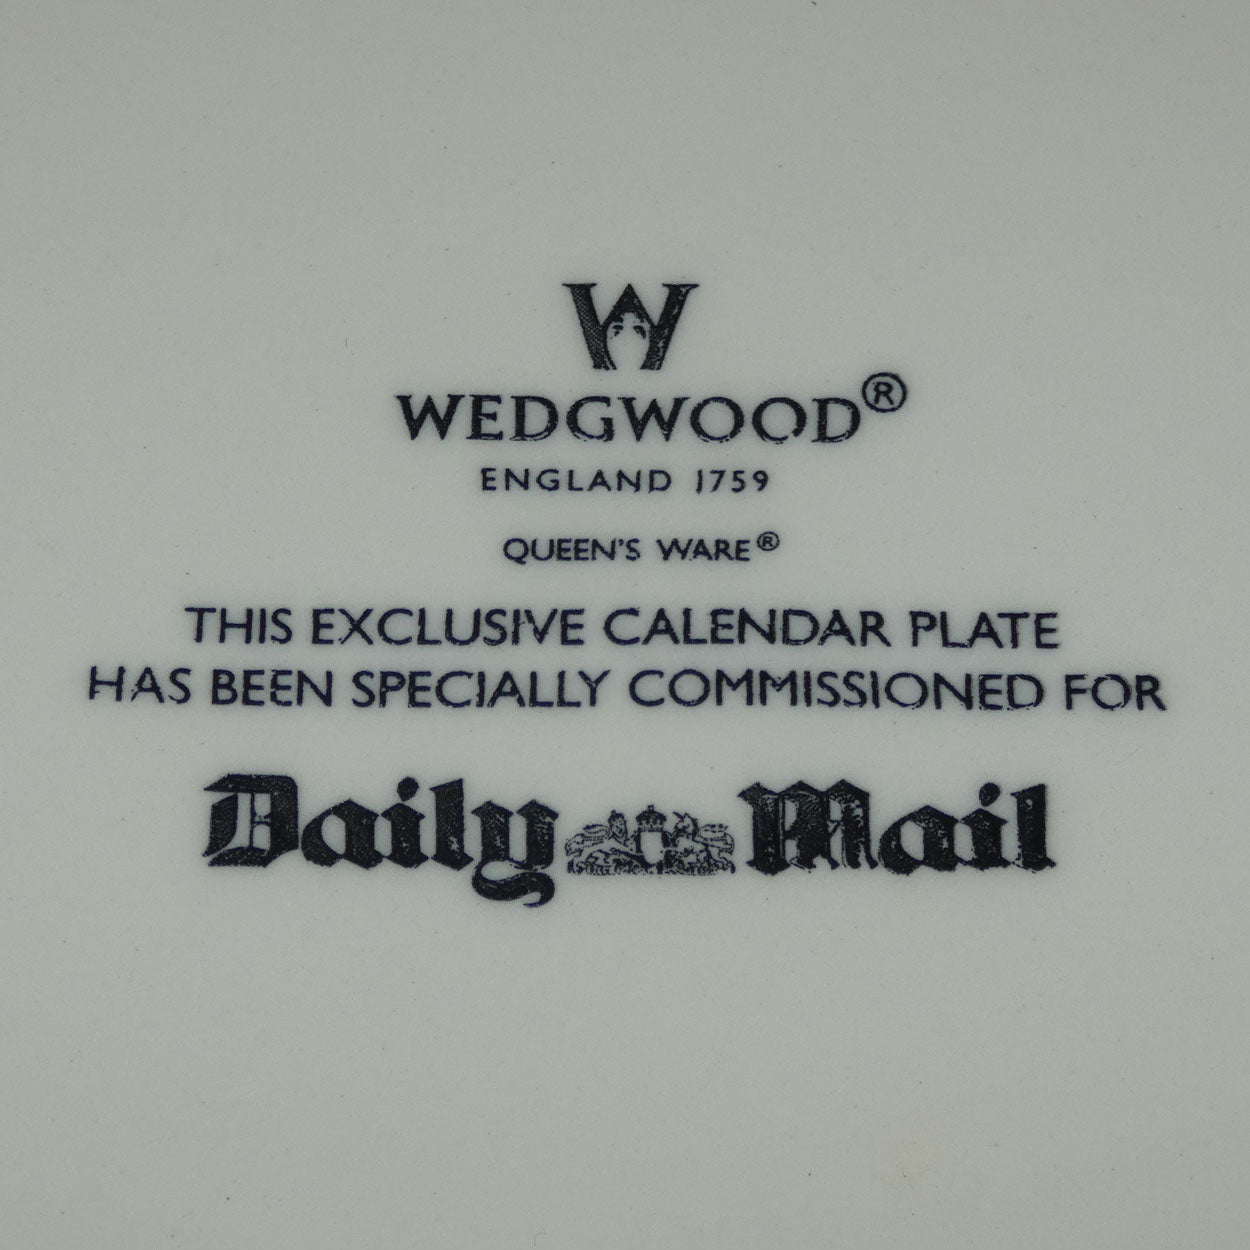 W
WEDGWOOD®
ENGLAND 1759
QUEEN'S WARE®
THIS EXCLUSIVE CALENDAR PLATE
HAS BEEN SPECIALLY COMMISSIONED FOR
Daily Mail